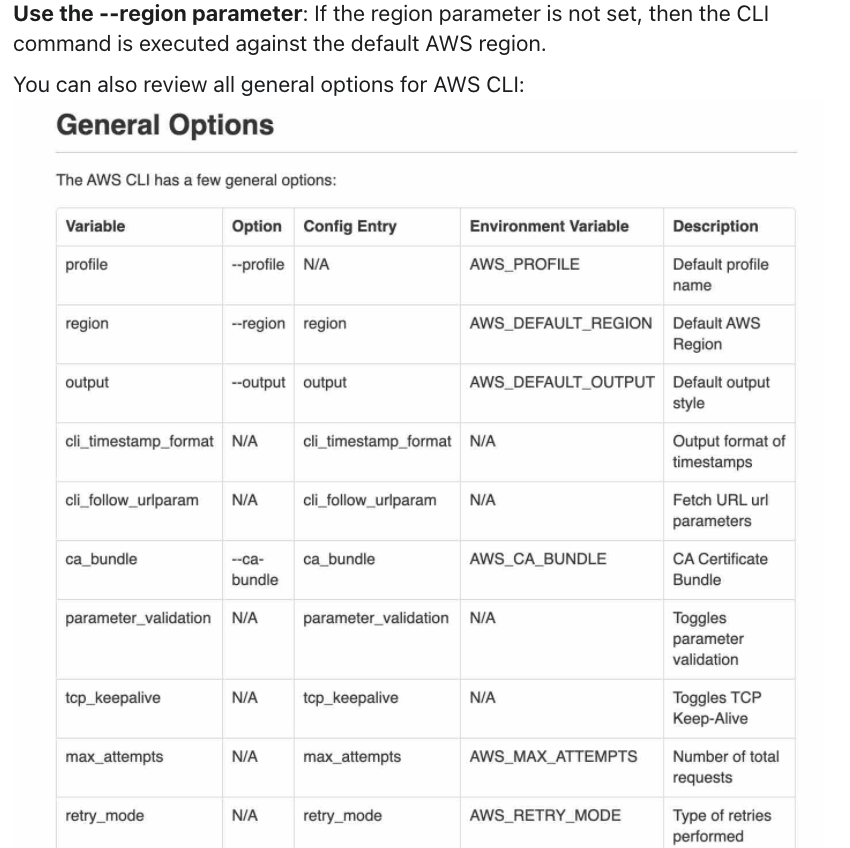 Use the --region parameter: If the region parameter is not set, then the CLI
command is executed against the default AWS region.
You can also review all general options for AWS CLI:
General Options
The AWS CLI has a few general options:
Variable Option Config Entry Environment Variable Description
profile --profile N/A AWS_PROFILE Default profile
name
region --region region AWS_DEFAULT_REGION Default AWS
Region
output --output output AWS_DEFAULT_OUTPUT Default output
style
cli_timestamp_format N/A cli_timestamp_format N/A Output format of
timestamps
cli_follow_urlparam N/A cli_follow_urlparam N/A Fetch URL url
parameters
ca_bundle --ca- ca_bundle AWS_CA_BUNDLE CA Certificate
bundle Bundle
parameter_validation N/A parameter_validation N/A Toggles
parameter
validation
tcp_keepalive N/A tcp_keepalive N/A Toggles TCP
Keep-Alive
max_attempts N/A max_attempts AWS_MAX_ATTEMPTS Number of total
requests
retry_mode N/A retry_mode AWS_RETRY_MODE Type of retries
performed